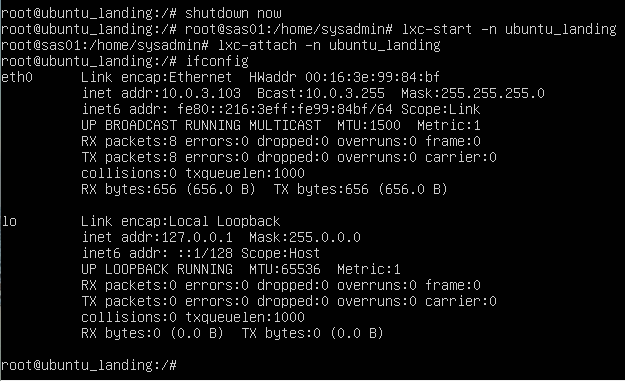 root@ubuntu_landing:/# shutdown now
root@ubuntu_landing:/# root@sas01:/home/sysadmin# lxc-start -n ubuntu_landing
root@sas01:/home/sysadmin# lxc-attach -n ubuntu_landing
root@ubuntu_landing:/# ifconfig
eth0      Link encap:Ethernet  HWaddr 00:16:3e:99:84:bf
          inet addr:10.0.3.103  Bcast:10.0.3.255  Mask:255.255.255.0
          inet6 addr: fe80::216:3eff:fe99:84bf/64 Scope:Link
          UP BROADCAST RUNNING MULTICAST  MTU:1500  Metric:1
          RX packets:8 errors:0 dropped:0 overruns:0 frame:0
          TX packets:8 errors:0 dropped:0 overruns:0 carrier:0
          collisions:0 txqueuelen:1000
          RX bytes:656 (656.0 B)  TX bytes:656 (656.0 B)

lo        Link encap:Local Loopback
          inet addr:127.0.0.1  Mask:255.0.0.0
          inet6 addr: ::1/128 Scope:Host
          UP LOOPBACK RUNNING  MTU:65536  Metric:1
          RX packets:0 errors:0 dropped:0 overruns:0 frame:0
          TX packets:0 errors:0 dropped:0 overruns:0 carrier:0
          collisions:0 txqueuelen:1000
          RX bytes:0 (0.0 B)  TX bytes:0 (0.0 B)

root@ubuntu_landing:/#